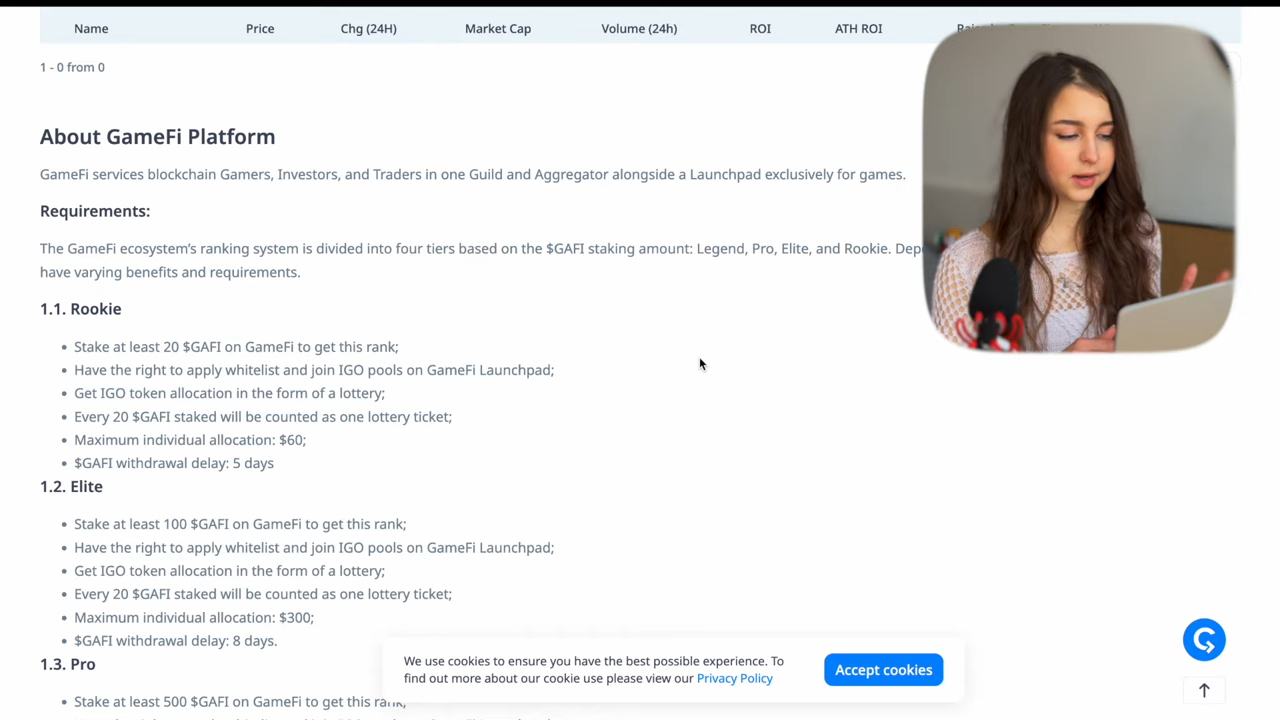 Name Price Chg (24H) Market Cap Volume (24h) ROI ATH ROI
1 - 0 from 0
About GameFi Platform
GameFi services blockchain Gamers, Investors, and Traders in one Guild and Aggregator alongside a Launchpad exclusively for games.
Requirements:
The GameFi ecosystem’s ranking system is divided into four tiers based on the $GAFI staking amount: Legend, Pro, Elite, and Rookie.
have varying benefits and requirements.
1.1. Rookie
• Stake at least 20 $GAFI on GameFi to get this rank;
• Have the right to apply whitelist and join IGO pools on GameFi Launchpad;
• Get IGO token allocation in the form of a lottery;
• Every 20 $GAFI staked will be counted as one lottery ticket;
• Maximum individual allocation: $60;
• $GAFI withdrawal delay: 5 days
1.2. Elite
• Stake at least 100 $GAFI on GameFi to get this rank;
• Have the right to apply whitelist and join IGO pools on GameFi Launchpad;
• Get IGO token allocation in the form of a lottery;
• Every 20 $GAFI staked will be counted as one lottery ticket;
• Maximum individual allocation: $300;
• $GAFI withdrawal delay: 8 days.
1.3. Pro
• Stake at least 500 $GAFI on GameFi to get this rank;
We use cookies to ensure you have the best possible experience. To
find out more about our cookie use please view our Privacy Policy
Accept cookies